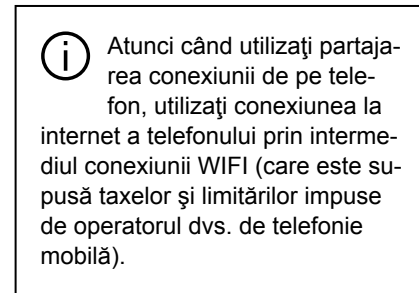 Atunci când utilizaţi partaja-
rea conexiunii de pe tele-
fon, utilizaţi conexiunea la
internet a telefonului prin interme-
diul conexiunii WIFI (care este su-
pusă taxelor şi limitărilor impuse
de operatorul dvs. de telefonie
mobilă).